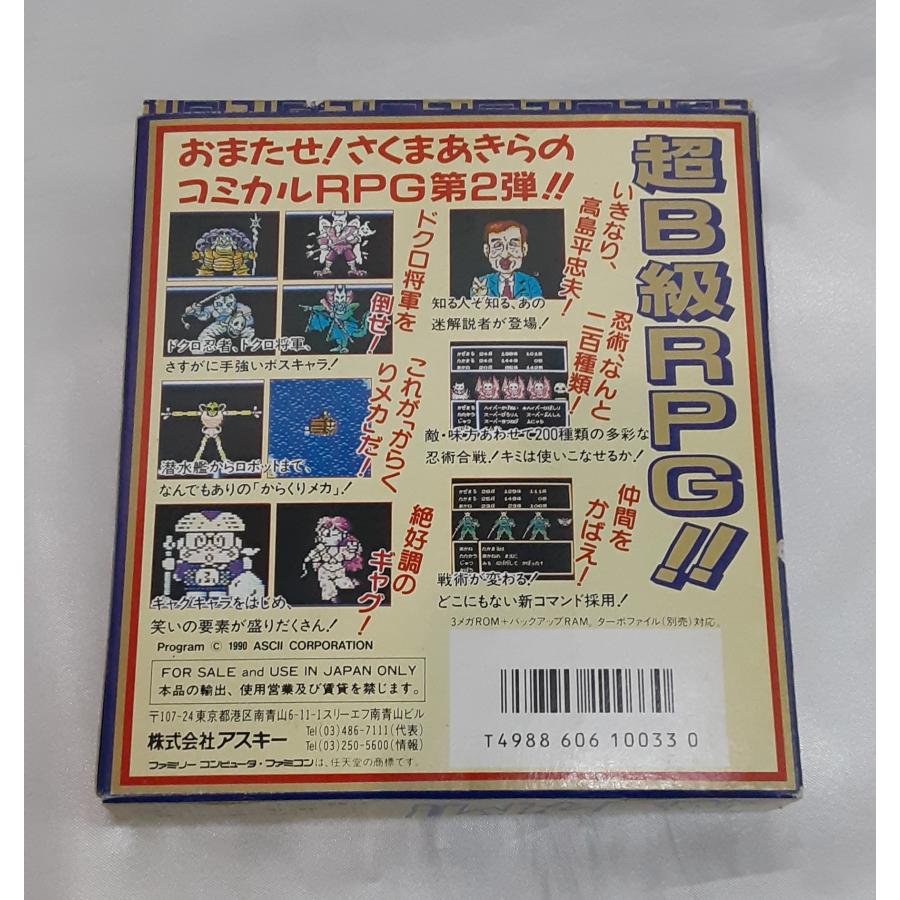 おまたせ!さくまあきらの
コミカルRPG第2弾!!
超B級RPG!!
いきなり、
高島平忠夫!
知る人ぞ知る、あの
迷解説者が登場!
ドクロ将軍を
倒せ!
ドクロ忍者、ドクロ将軍、
さすがに手強いボスキャラ!
忍術、なんと
二百種類!
敵・味方あわせて200種類の多彩な
忍術合戦!キミは使いこなせるか!
これが「からく
りメカ」だ!!
潜水艦からロボットまで、
なんでもありの「からくりメカ」!
仲間を
かばえ!
戦術が変わる!
どこにもない新コマンド採用!
絶好調の
ギャグ!
ギャグキャラをはじめ、
笑いの要素が盛りだくさん!
3メガROM+バックアップRAM。ターボファイル(別売)対応。
Program © 1990 ASCII CORPORATION
FOR SALE and USE IN JAPAN ONLY
本品の輸出、使用営業及び賃貸を禁じます。
〒107-24 東京都港区南青山6-11-1スリーエフ南青山ビル
株式会社アスキー
Tel(03)486-7111(代表)
Tel(03)250-5600(情報)
ファミリーコンピュータ・ファミコンは、任天堂の商標です。
T4988 606 10033 0